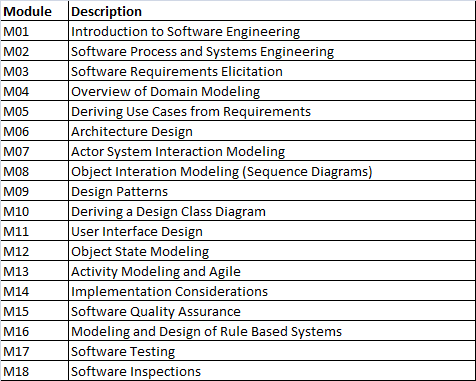 Module Description
M01 Introduction to Software Engineering
M02 Software Process and Systems Engineering
M03 Software Requirements Elicitation
M04 Overview of Domain Modeling
M05 Deriving Use Cases from Requirements
M06 Architecture Design
M07 Actor System Interaction Modeling
M08 Object Interation Modeling (Sequence Diagrams)
M09 Design Patterns
M10 Deriving a Design Class Diagram
M11 User Interface Design
M12 Object State Modeling
M13 Activity Modeling and Agile
M14 Implementation Considerations
M15 Software Quality Assurance
M16 Modeling and Design of Rule Based Systems
M17 Software Testing
M18 Software Inspections